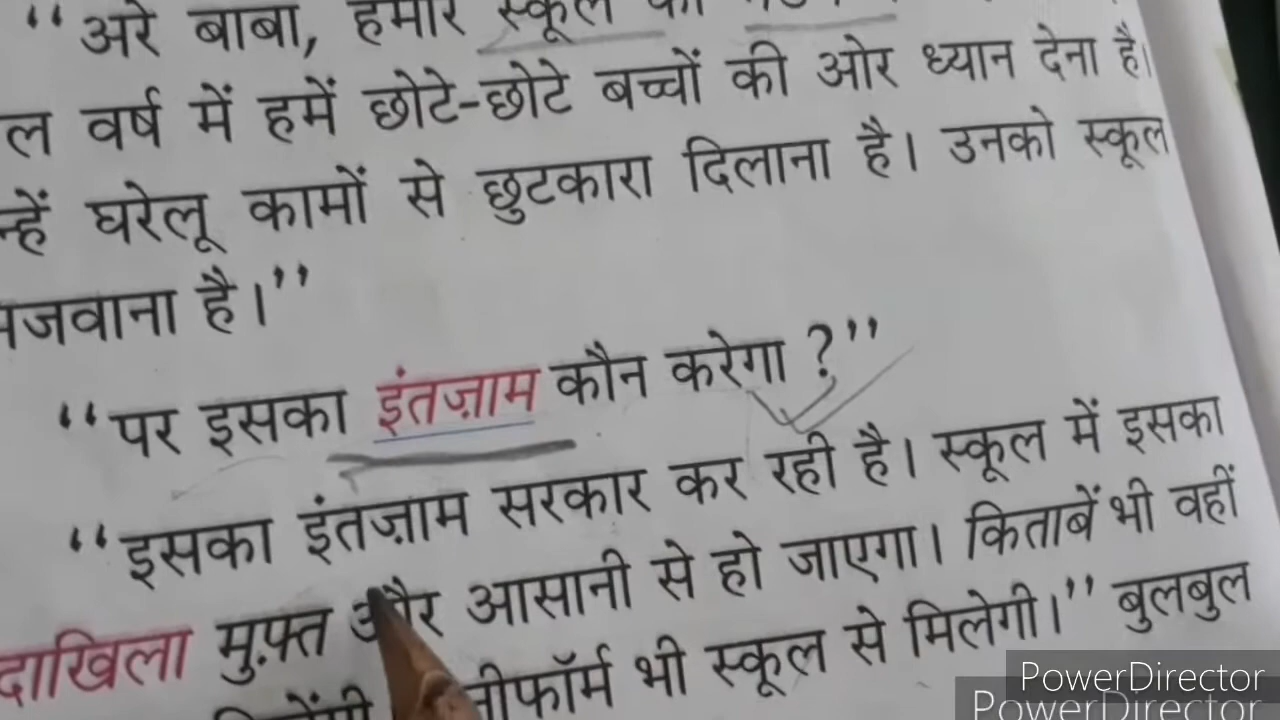 “अरे बाबा, हमारे स्कूल
ल वर्ष में हमें छोटे-छोटे बच्चों की ओर ध्यान देना है।
न्हें घरेलू कामों से छुटकारा दिलाना है। उनको स्कूल
जवाना है।”
“पर इसका इंतज़ाम कौन करेगा ?”
“इसका इंतज़ाम सरकार कर रही है। स्कूल में इसका
दाखिला मुफ़्त और आसानी से हो जाएगा। किताबें भी वहीं
नीफॉर्म भी स्कूल से मिलेगी।” बुलबुल
PowerDirector
PowerDirector